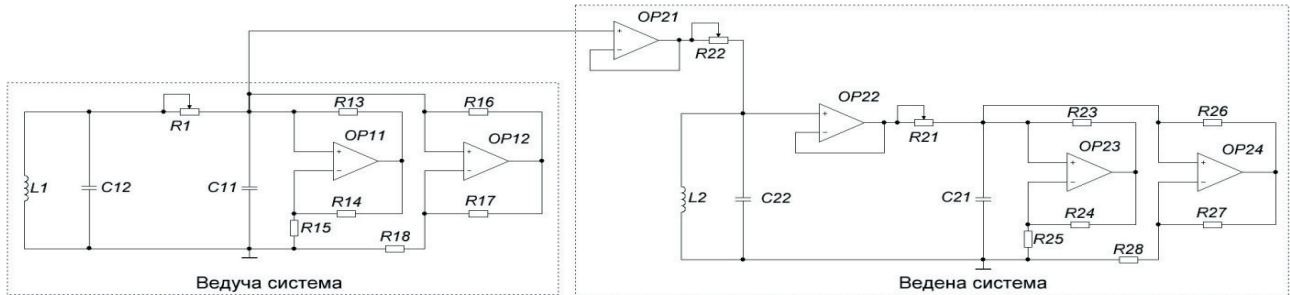 OP21
R22
R13
R16
R1
OP11
OP12
L1
C12
C11
R14
R17
R15
R18
Ведуча система
OP22
R21
R23
R26
OP23
OP24
L2
C22
C21
R24
R27
R25
R28
Ведена система